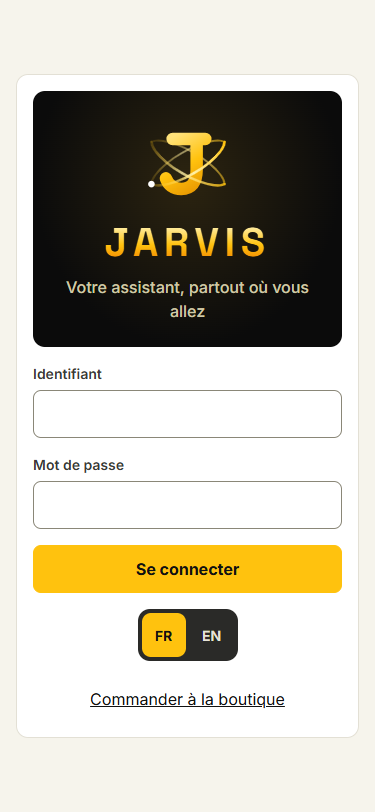 J
JARVIS
Votre assistant, partout où vous
allez
Identifiant
Mot de passe
Se connecter
FR EN
Commander à la boutique